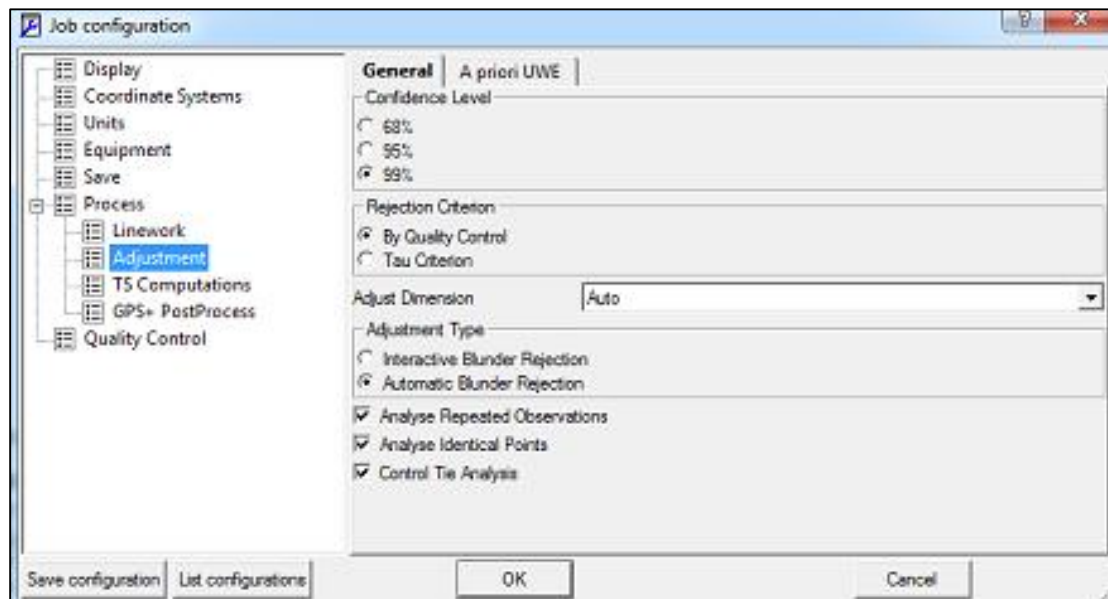 Job configuration
Display
Coordinate Systems
Units
Equipment
Save
Process
Linework
Adjustment
TS Computations
GPS+ PostProcess
Quality Control
General
A priori UWE
Confidence Level
68%
95%
99%
Rejection Criterion
By Quality Control
Tau Criterion
Adjust Dimension
Auto
Adjustment Type
Interactive Blunder Rejection
Automatic Blunder Rejection
Analyse Repeated Observations
Analyse Identical Points
Control Tie Analysis
Save configuration
List configurations
OK
Cancel